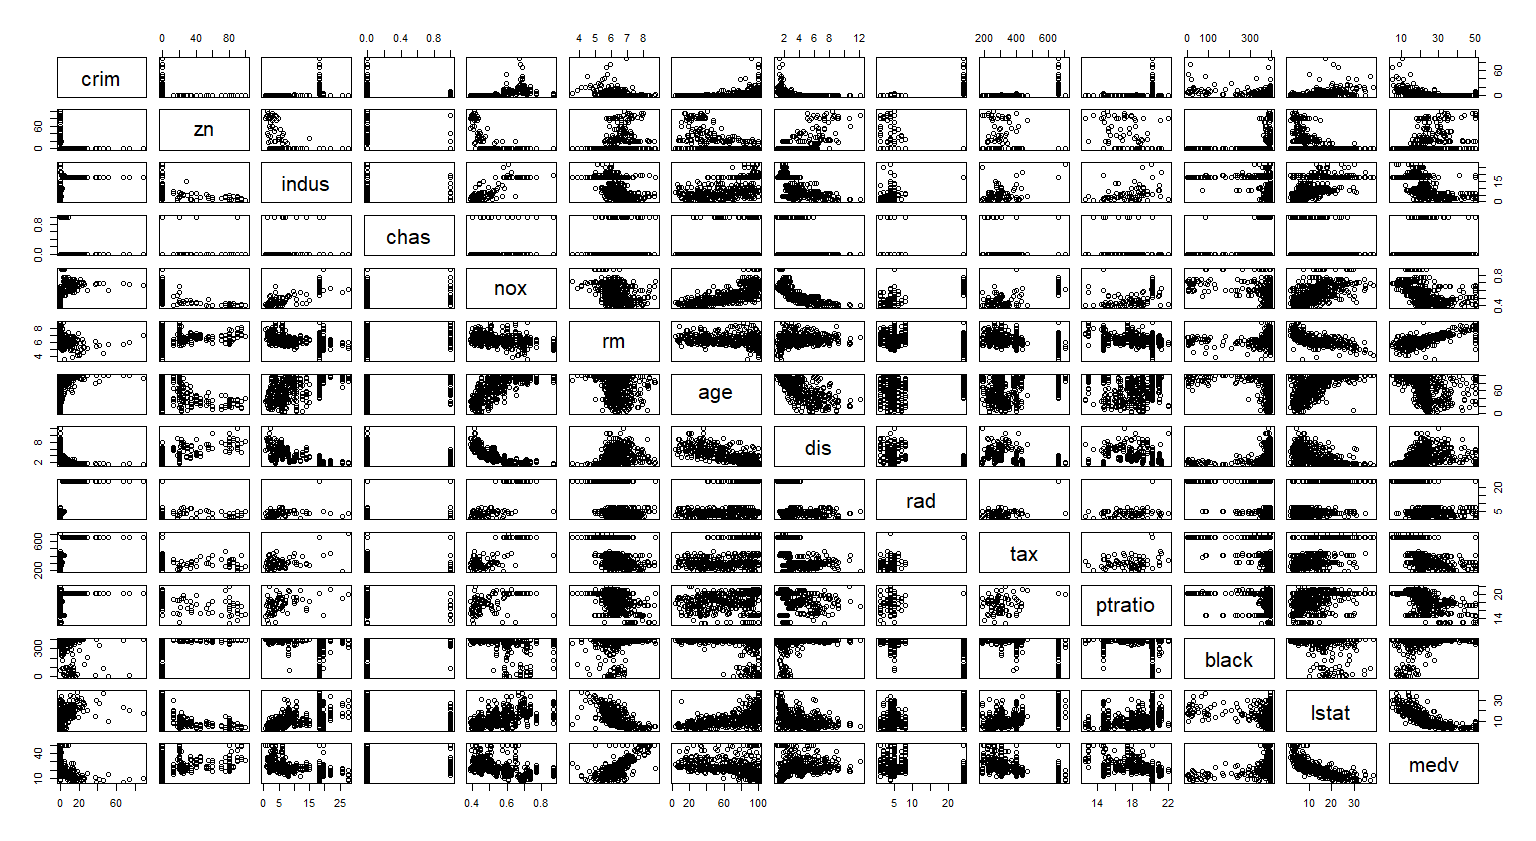 0 40 80 0.0 0.4 0.8 4 5 6 7 8 2 4 6 8 12 200 400 600 0 100 300 10 30 50
crim 0 60
0 60 zn
indus 0 15
0.0 0.8 chas
nox 0.4 0.8
4 6 8 rm
age 0 60
2 8 dis
rad 5 20
200 600 tax
ptratio 14 20
0 300 black
lstat 10 30
10 40 medv
0 20 60 0 5 15 25 0.4 0.6 0.8 0 20 60 100 5 10 20 14 18 22 10 20 30